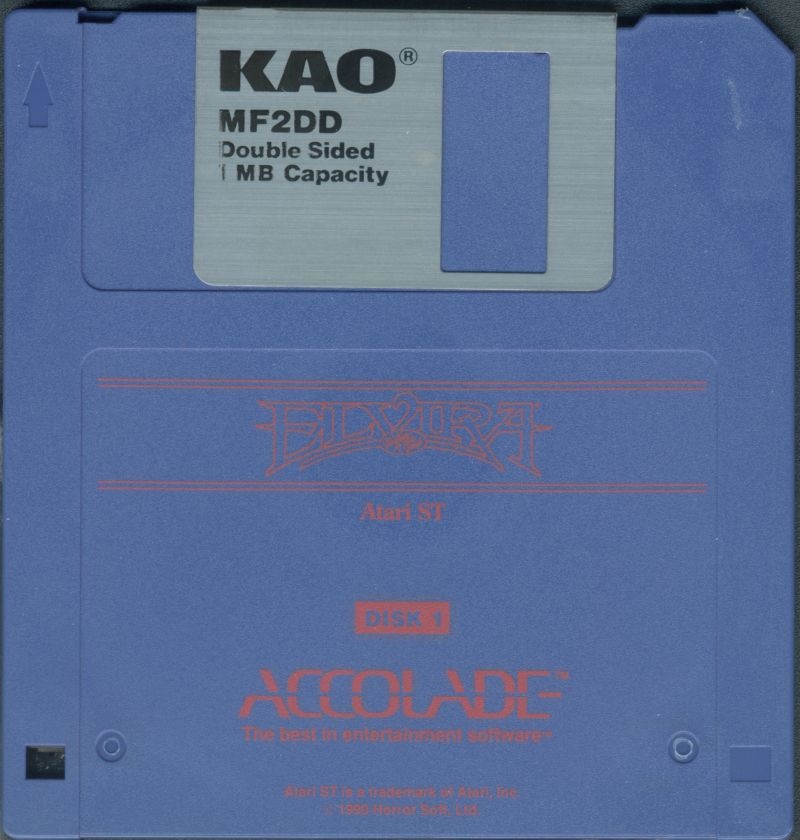 KAO®
MF2DD
Double Sided
1 MB Capacity
ELVIRA
Atari ST
DISK 1
ACCOLADE™
The best in entertainment software™
Atari ST is a trademark of Atari, Inc.
© 1990 Horror Soft, Ltd.